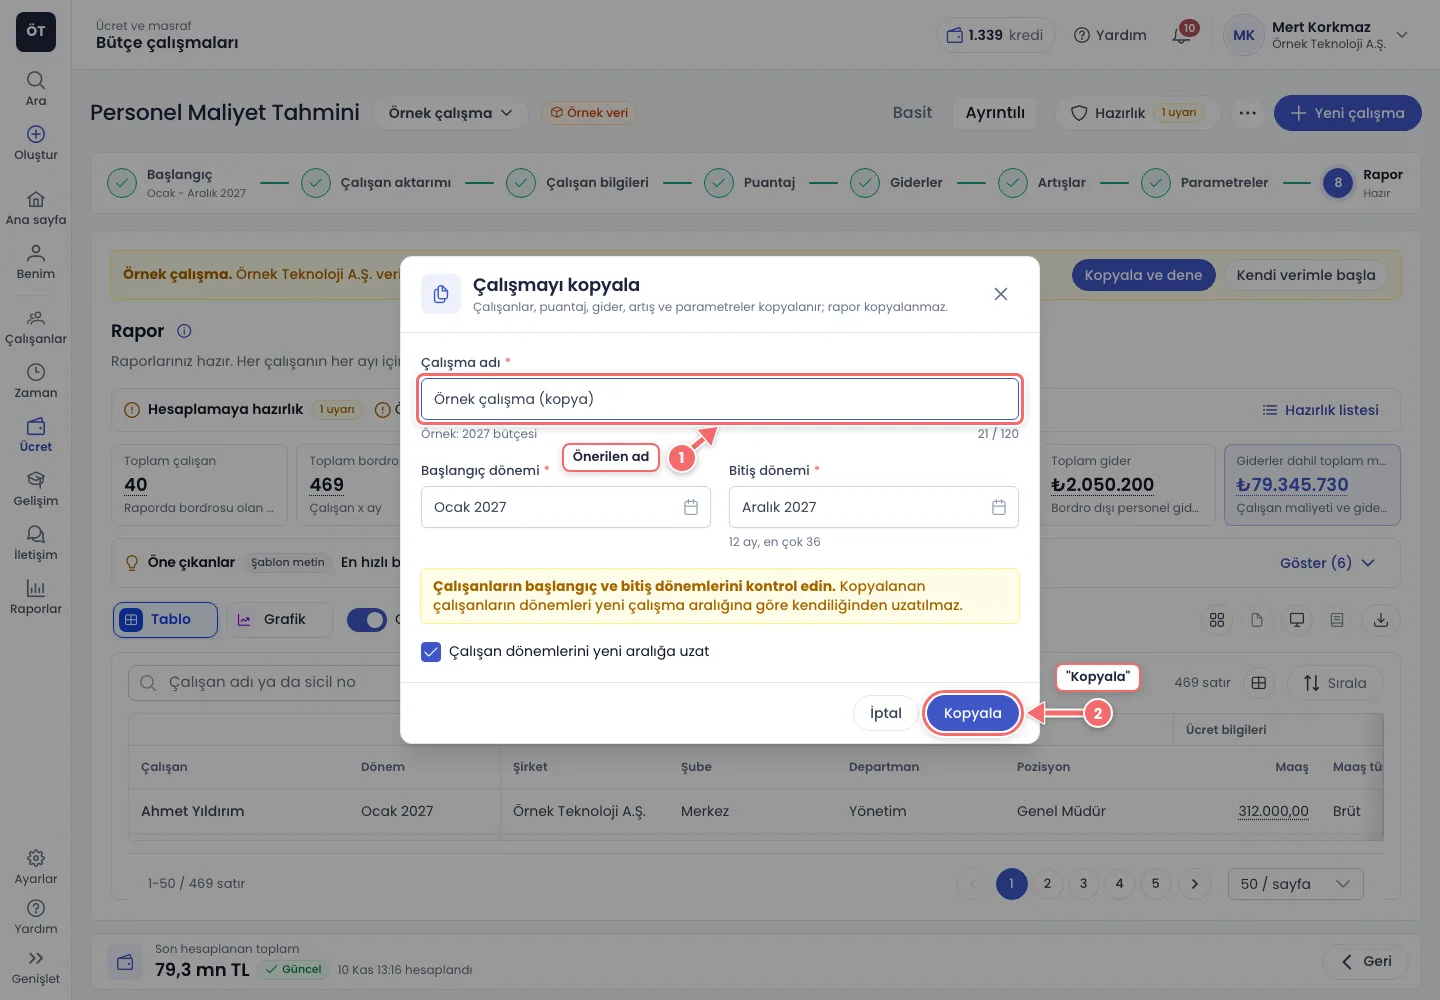 ÖT
Ücret ve masraf
Bütçe çalışmaları
1.339 kredi
Yardım
10
MK
Mert Korkmaz
Örnek Teknoloji A.Ş.
Ara
Oluştur
Ana sayfa
Benim
Çalışanlar
Zaman
Ücret
Gelişim
İletişim
Raporlar
Ayarlar
Yardım
Genişlet
Personel Maliyet Tahmini
Örnek çalışma
Örnek veri
Basit
Ayrıntılı
Hazırlık
1 uyarı
Yeni çalışma
Başlangıç
Ocak - Aralık 2027
Çalışan aktarımı
Çalışan bilgileri
Puantaj
Giderler
Artışlar
Parametreler
8
Rapor
Hazır
Örnek çalışma. Örnek Teknoloji A.Ş. veri
Kopyala ve dene
Kendi verimle başla
Rapor
Raporlarınız hazır. Her çalışanın her ayı için
Hesaplamaya hazırlık
1 uyarı
Hazırlık listesi
Toplam çalışan
40
Raporda bordrosu olan ...
Toplam bordro
469
Çalışan x ay
Toplam gider
₺2.050.200
Bordro dışı personel gid...
Giderler dahil toplam m...
₺79.345.730
Çalışan maliyeti ve gide...
Öne çıkanlar
Şablon metin
En hızlı b
Göster (6)
Tablo
Grafik
Çalışan adı ya da sicil no
469 satır
Sırala
Ücret bilgileri
Çalışan
Dönem
Şirket
Şube
Departman
Pozisyon
Maaş
Maaş tü
Ahmet Yıldırım
Ocak 2027
Örnek Teknoloji A.Ş.
Merkez
Yönetim
Genel Müdür
312.000,00
Brüt
1-50 / 469 satır
1
2
3
4
5
50 / sayfa
Son hesaplanan toplam
79,3 mn TL
Güncel
10 Kas 13:16 hesaplandı
Geri
Çalışmayı kopyala
Çalışanlar, puantaj, gider, artış ve parametreler kopyalanır; rapor kopyalanmaz.
Çalışma adı *
Örnek çalışma (kopya)
Örnek: 2027 bütçesi
21 / 120
Önerilen ad
1
Başlangıç dönemi *
Bitiş dönemi *
Ocak 2027
Aralık 2027
12 ay, en çok 36
Çalışanların başlangıç ve bitiş dönemlerini kontrol edin. Kopyalanan
çalışanların dönemleri yeni çalışma aralığına göre kendiliğinden uzatılmaz.
Çalışan dönemlerini yeni aralığa uzat
İptal
Kopyala
"Kopyala"
2